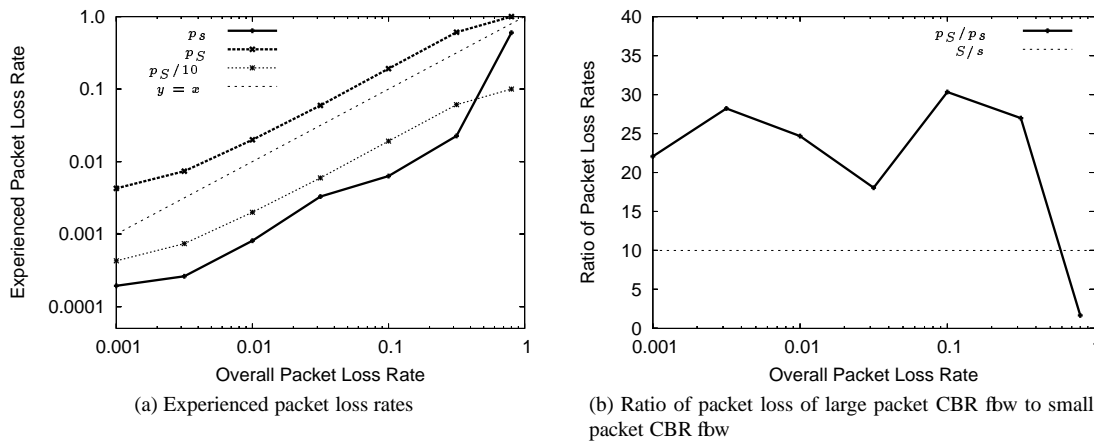 1.0
0.1
0.01
0.001
0.0001
Experienced Packet Loss Rate
p_s
p_S
p_S/10
y = x
0.001 0.01 0.1 1
Overall Packet Loss Rate
(a) Experienced packet loss rates
40
35
30
25
20
15
10
5
0
Ratio of Packet Loss Rates
p_S/p_s
S/s
0.001 0.01 0.1 1
Overall Packet Loss Rate
(b) Ratio of packet loss of large packet CBR fbw to small
packet CBR fbw